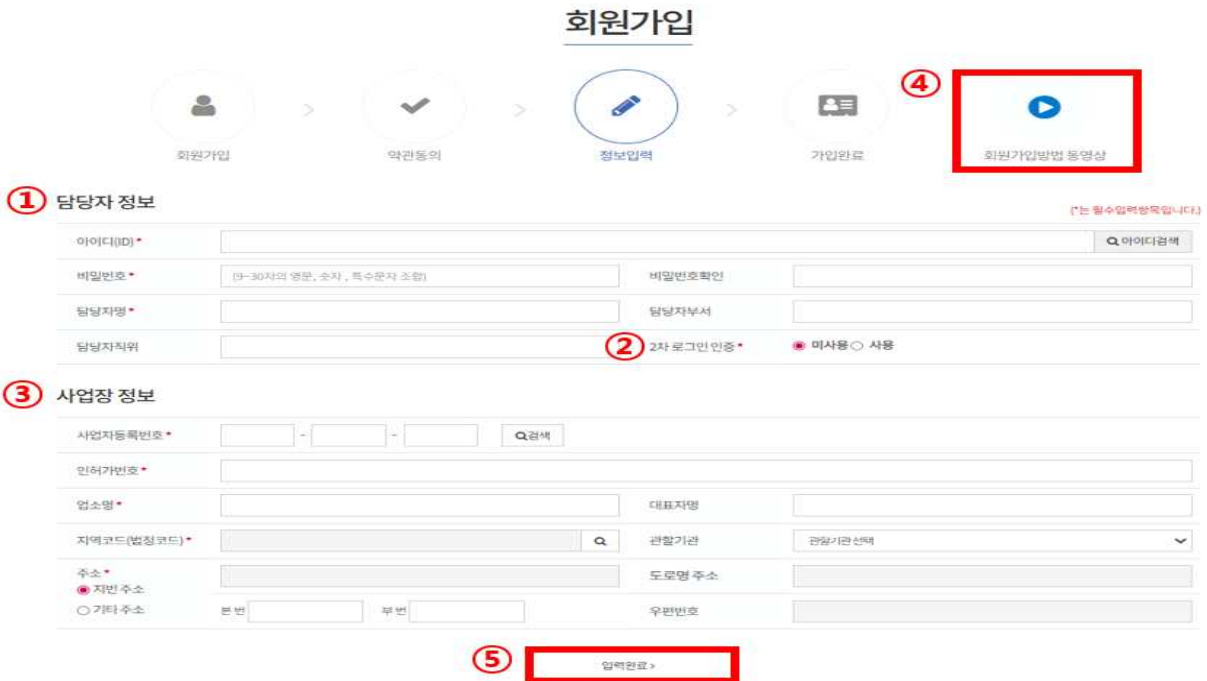 회원가입
④
회원가입 > 약관동의 > 정보입력 > 가입완료 회원가입방법 동영상
① 담당자 정보
(*는 필수입력항목입니다.)
아이디(ID)* 아이디검색
비밀번호* (9~30자의 영문, 숫자 , 특수문자 조합) 비밀번호확인
담당자명* 담당자부서
담당자직위 ② 2차 로그인 인증* 미사용 사용
③ 사업장 정보
사업자등록번호* - - 검색
인허가번호*
업소명* 대표자명
지역코드(법정코드)* 관할기관 관할기관 선택
주소* 도로명 주소
지번 주소
기타 주소 본 번 부 번 우편번호
⑤ 입력완료 >